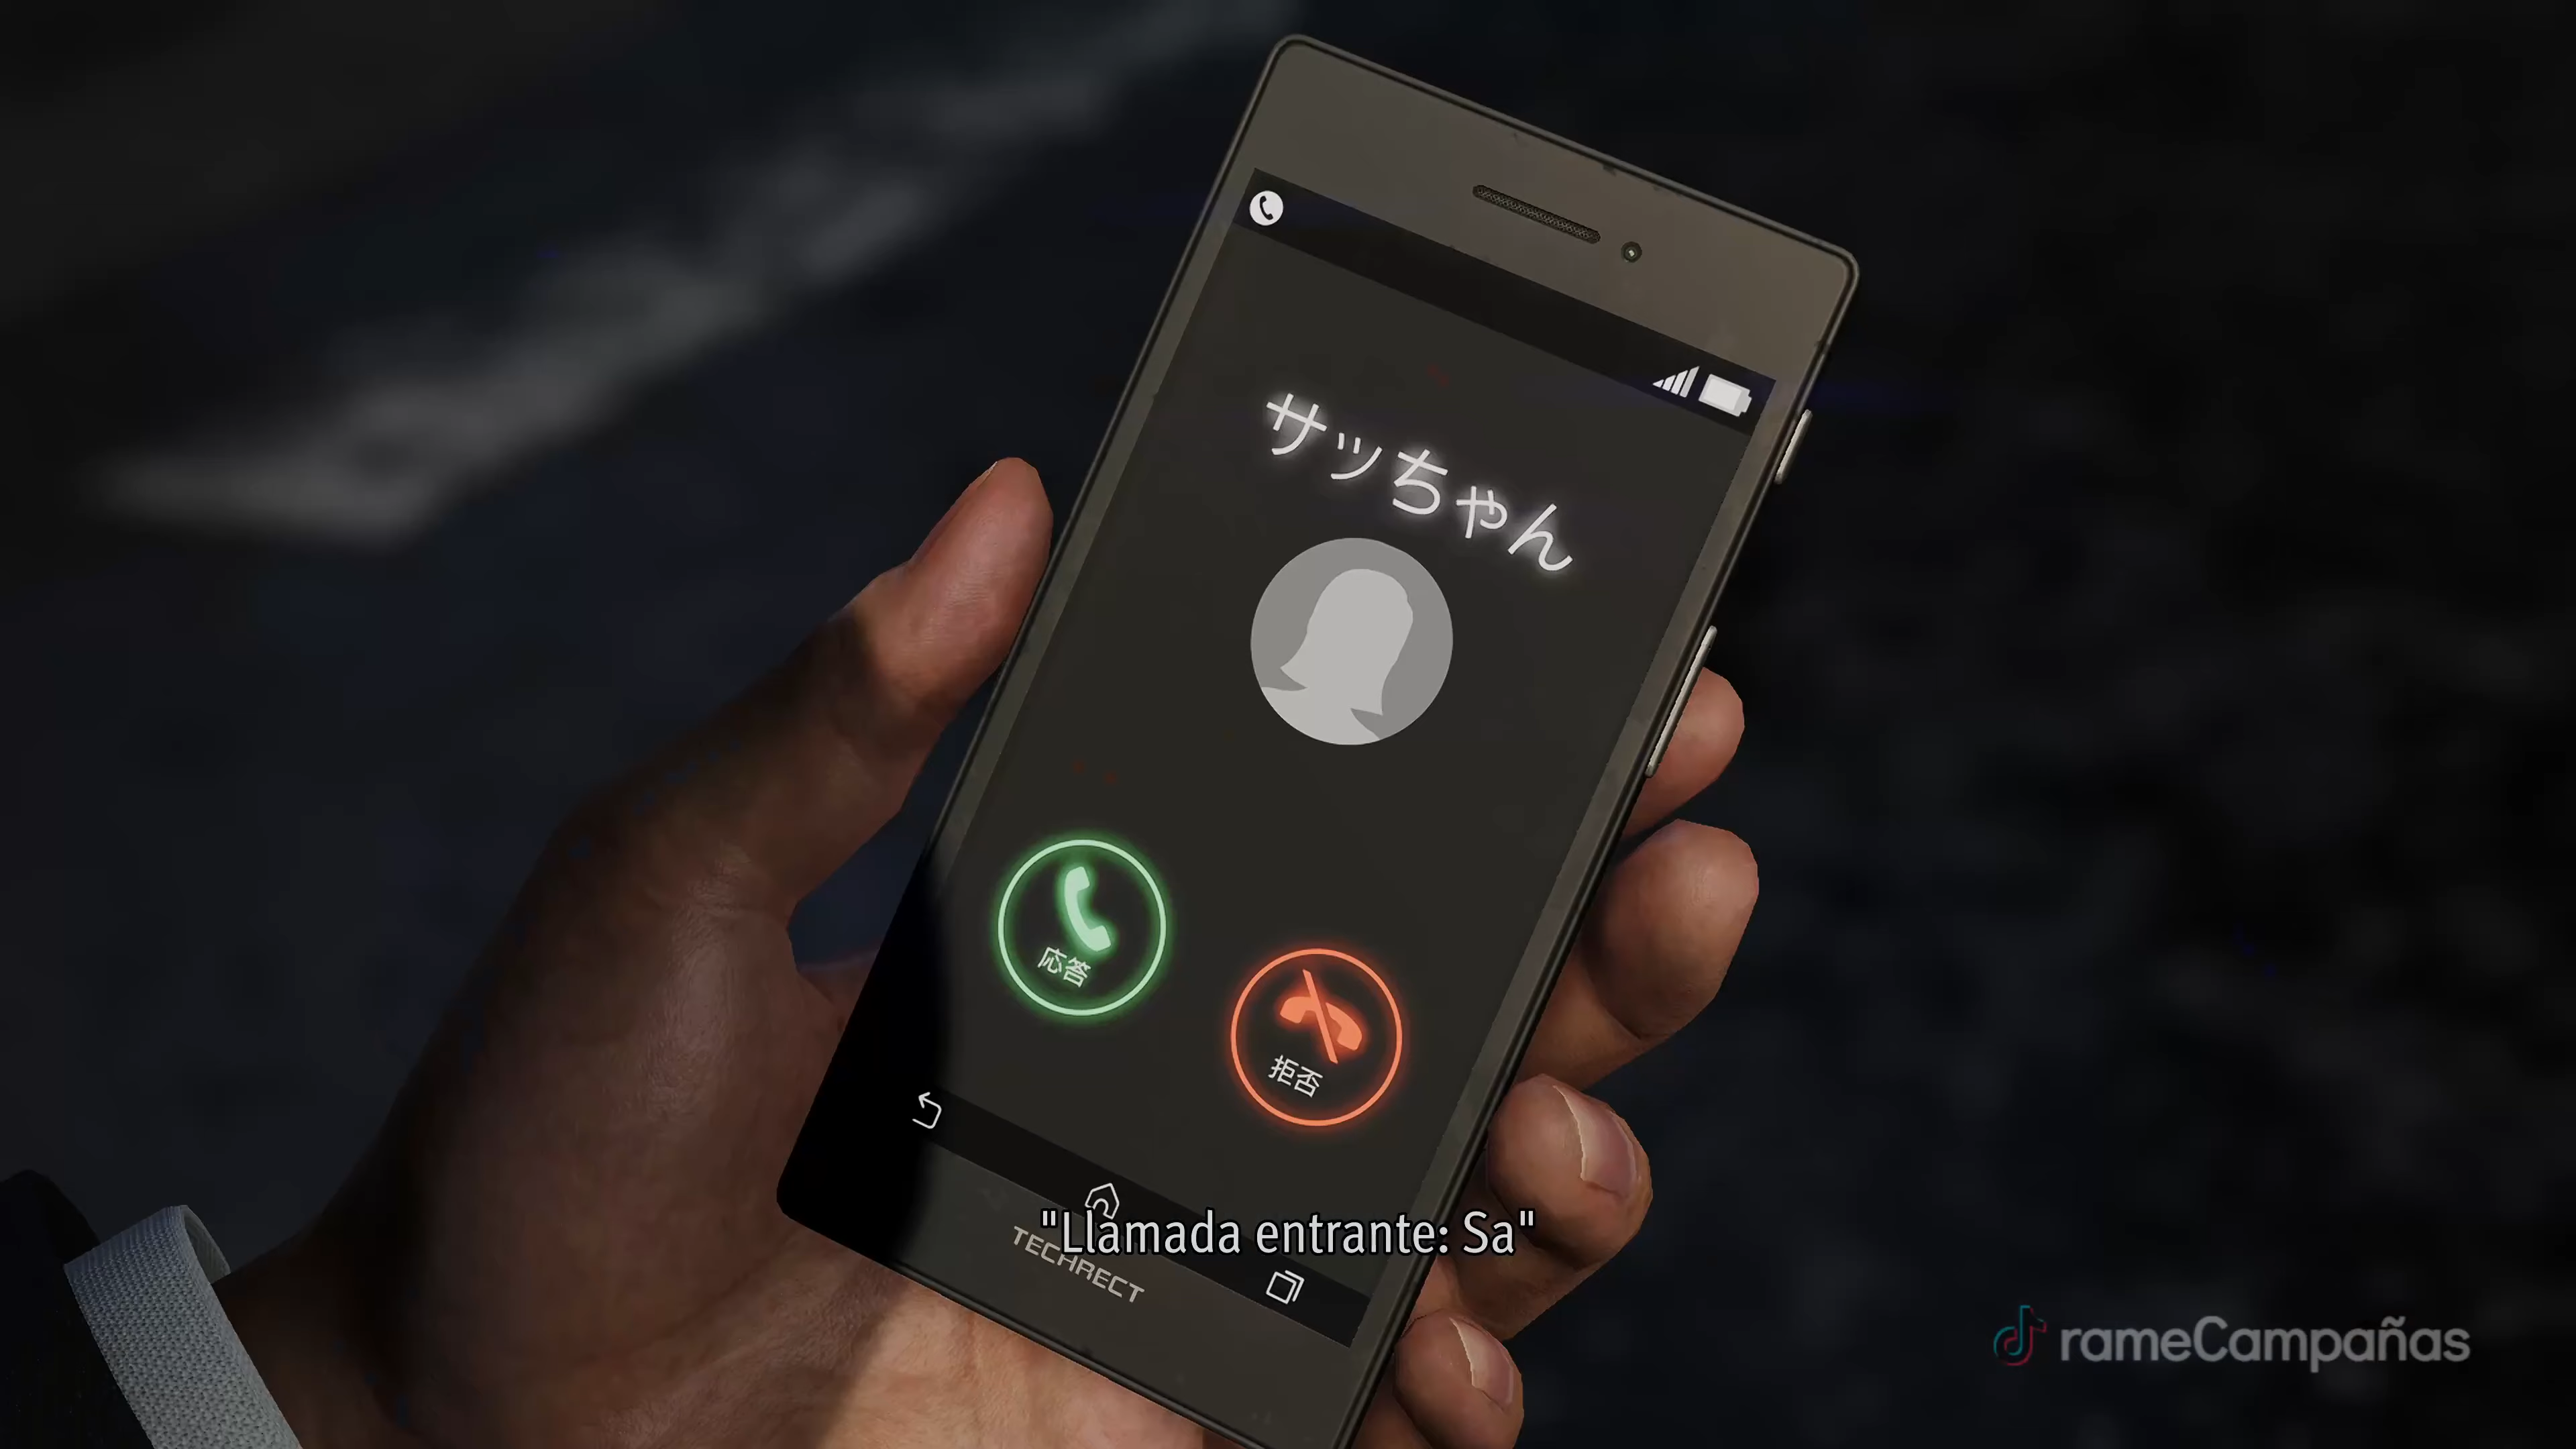 サッちゃん
応答
拒否
"Llamada entrante: Sa"
TECHRECT
rameCampañas